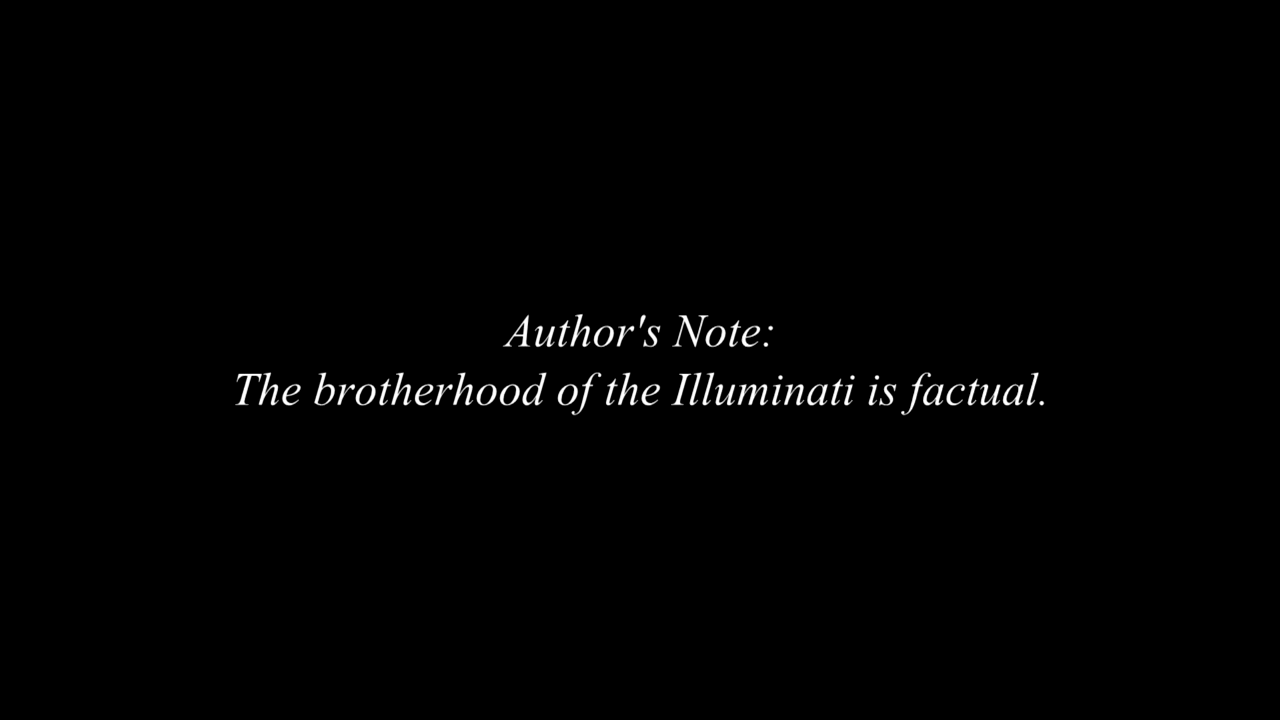 Author's Note:
The brotherhood of the Illuminati is factual.